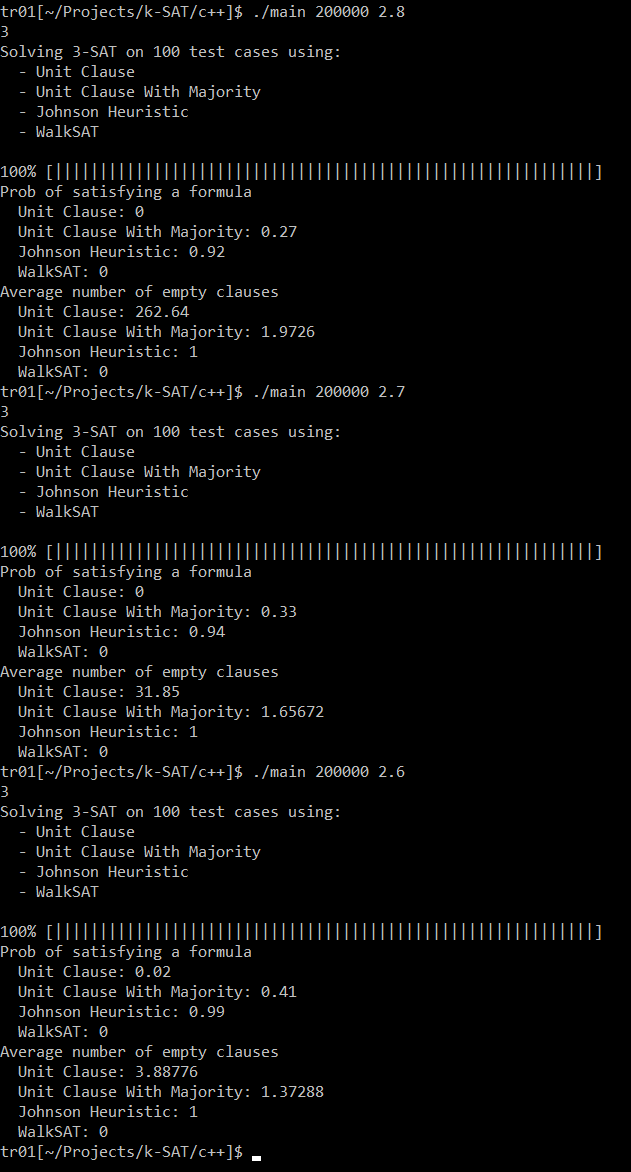 tr01[~/Projects/k-SAT/c++]$ ./main 200000 2.8
3
Solving 3-SAT on 100 test cases using:
  - Unit Clause
  - Unit Clause With Majority
  - Johnson Heuristic
  - WalkSAT

100% [||||||||||||||||||||||||||||||||||||||||||||||||||||||||||||]
Prob of satisfying a formula
  Unit Clause: 0
  Unit Clause With Majority: 0.27
  Johnson Heuristic: 0.92
  WalkSAT: 0
Average number of empty clauses
  Unit Clause: 262.64
  Unit Clause With Majority: 1.9726
  Johnson Heuristic: 1
  WalkSAT: 0
tr01[~/Projects/k-SAT/c++]$ ./main 200000 2.7
3
Solving 3-SAT on 100 test cases using:
  - Unit Clause
  - Unit Clause With Majority
  - Johnson Heuristic
  - WalkSAT

100% [||||||||||||||||||||||||||||||||||||||||||||||||||||||||||||]
Prob of satisfying a formula
  Unit Clause: 0
  Unit Clause With Majority: 0.33
  Johnson Heuristic: 0.94
  WalkSAT: 0
Average number of empty clauses
  Unit Clause: 31.85
  Unit Clause With Majority: 1.65672
  Johnson Heuristic: 1
  WalkSAT: 0
tr01[~/Projects/k-SAT/c++]$ ./main 200000 2.6
3
Solving 3-SAT on 100 test cases using:
  - Unit Clause
  - Unit Clause With Majority
  - Johnson Heuristic
  - WalkSAT

100% [||||||||||||||||||||||||||||||||||||||||||||||||||||||||||||]
Prob of satisfying a formula
  Unit Clause: 0.02
  Unit Clause With Majority: 0.41
  Johnson Heuristic: 0.99
  WalkSAT: 0
Average number of empty clauses
  Unit Clause: 3.88776
  Unit Clause With Majority: 1.37288
  Johnson Heuristic: 1
  WalkSAT: 0
tr01[~/Projects/k-SAT/c++]$